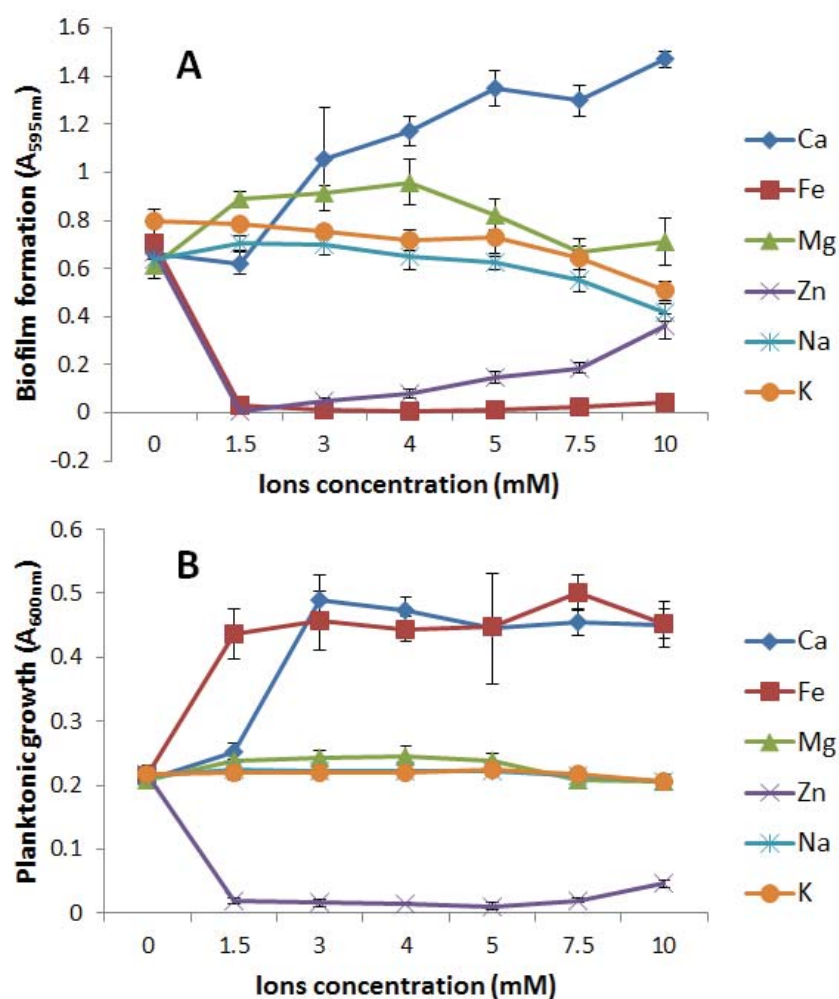 A
Biofilm formation (A595nm)
1.6
1.4
1.2
1
0.8
0.6
0.4
0.2
0
-0.2
0 1.5 3 4 5 7.5 10
Ions concentration (mM)
Ca
Fe
Mg
Zn
Na
K
B
Planktonic growth (A600nm)
0.6
0.5
0.4
0.3
0.2
0.1
0
0 1.5 3 4 5 7.5 10
Ions concentration (mM)
Ca
Fe
Mg
Zn
Na
K